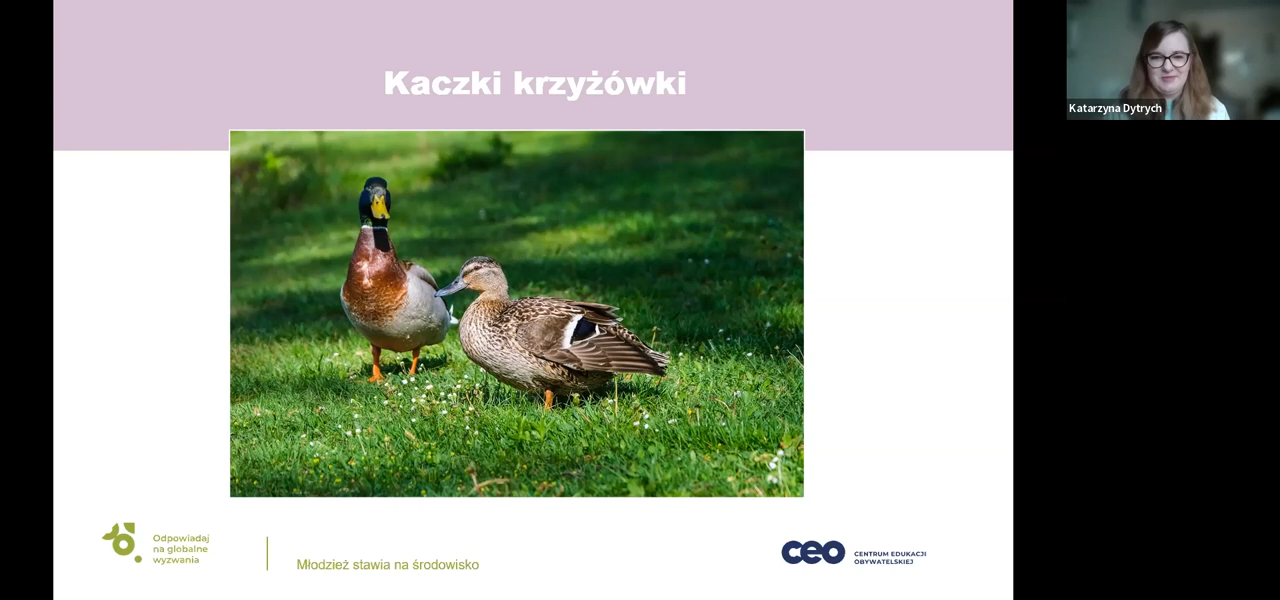 Kaczki krzyżówki
Katarzyna Dytrych
Odpowiadaj
na globalne
wyzwania
Młodzież stawia na środowisko
ceo
CENTRUM EDUKACJI
OBYWATELSKIEJ